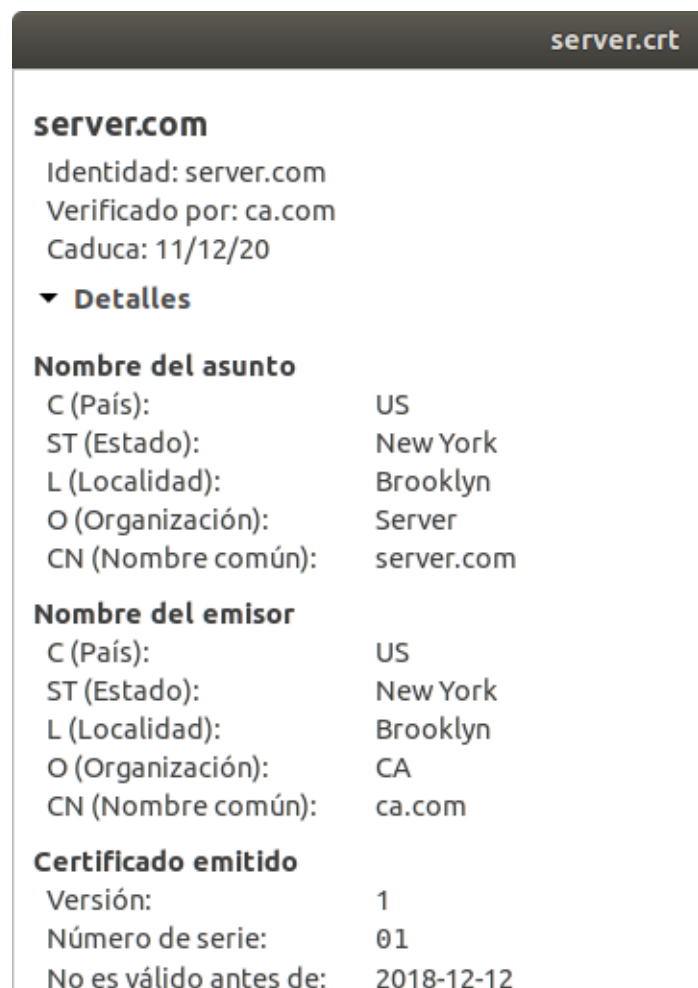 server.crt
server.com
Identidad: server.com
Verificado por: ca.com
Caduca: 11/12/20
Detalles
Nombre del asunto
C (País): US
ST (Estado): New York
L (Localidad): Brooklyn
O (Organización): Server
CN (Nombre común): server.com
Nombre del emisor
C (País): US
ST (Estado): New York
L (Localidad): Brooklyn
O (Organización): CA
CN (Nombre común): ca.com
Certificado emitido
Versión: 1
Número de serie: 01
No es válido antes de: 2018-12-12